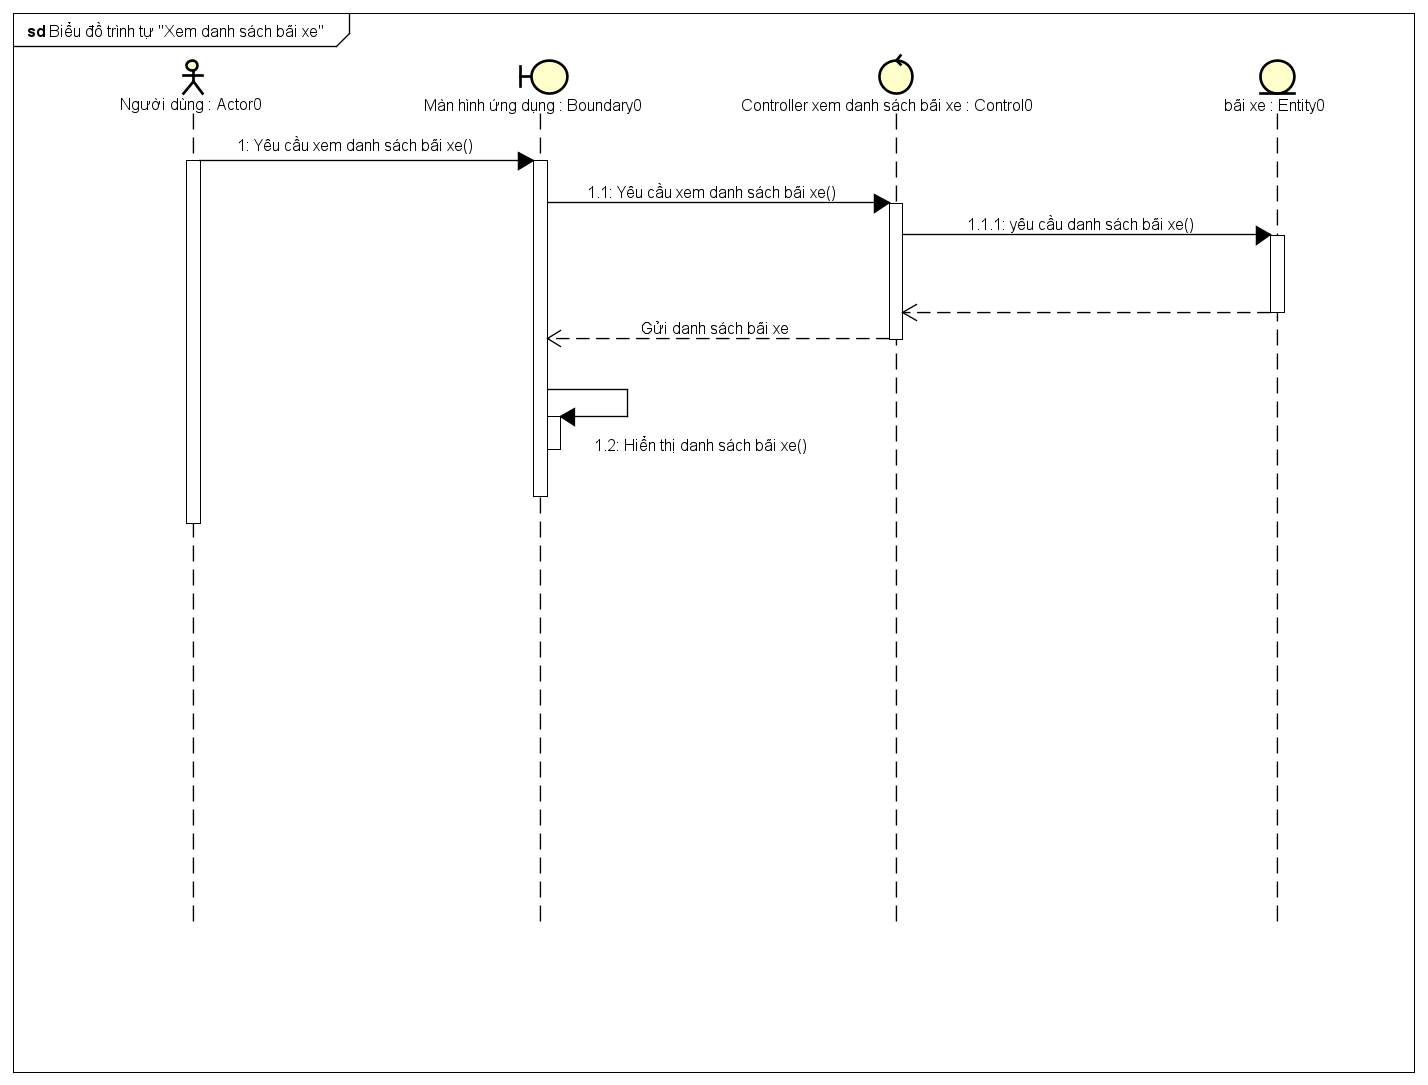 sd Biểu đồ trình tự "Xem danh sách bãi xe"
Người dùng : Actor0
Màn hình ứng dụng : Boundary0
Controller xem danh sách bãi xe : Control0
bãi xe : Entity0
1: Yêu cầu xem danh sách bãi xe()
1.1: Yêu cầu xem danh sách bãi xe()
1.1.1: yêu cầu danh sách bãi xe()
Gửi danh sách bãi xe
1.2: Hiển thị danh sách bãi xe()